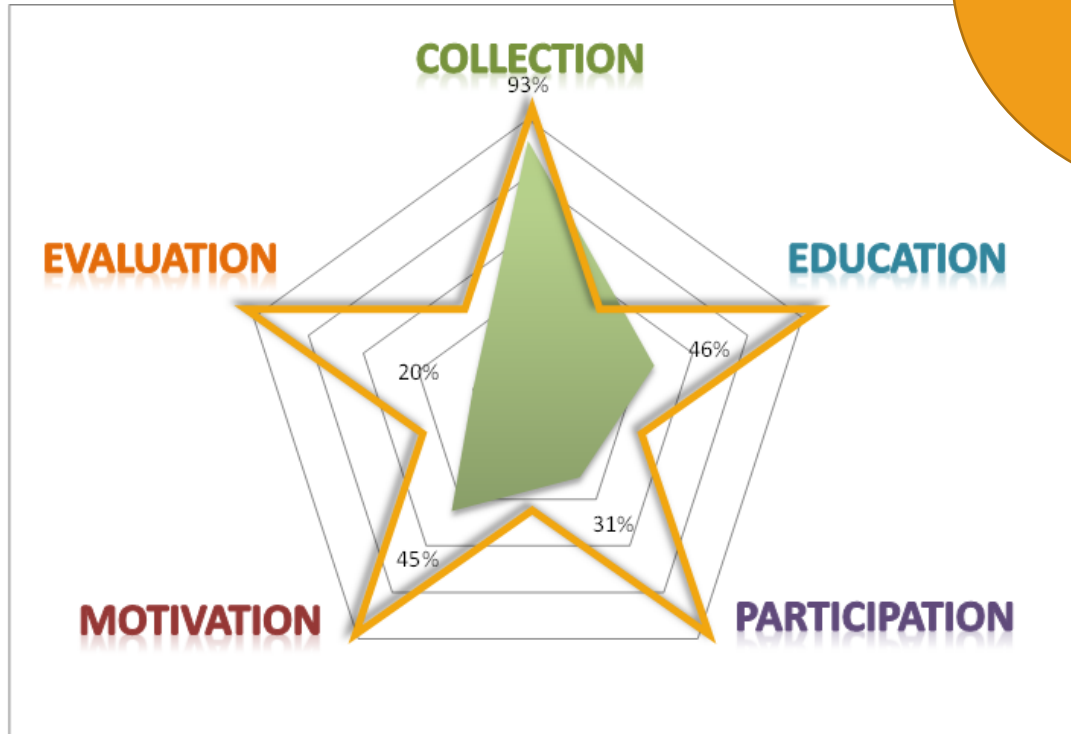 COLLECTION
93%
EVALUATION
EDUCATION
46%
20%
31%
45%
MOTIVATION
PARTICIPATION